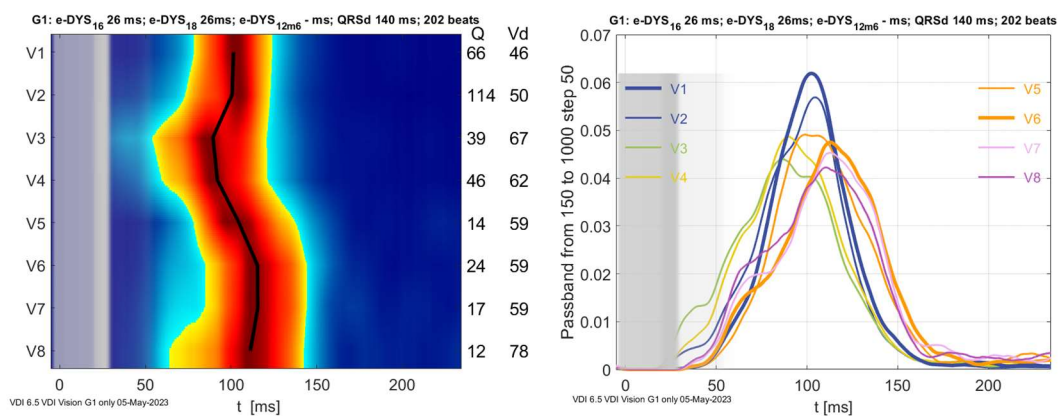 G1: e-DYS16 26 ms; e-DYS18 26ms; e-DYS12m6 - ms; QRSd 140 ms; 202 beats
Q Vd
V1 66 46
V2 114 50
V3 39 67
V4 46 62
V5 14 59
V6 24 59
V7 17 59
V8 12 78
0 50 100 150 200
t [ms]
VDI 6.5 VDI Vision G1 only 05-May-2023
G1: e-DYS16 26 ms; e-DYS18 26ms; e-DYS12m6 - ms; QRSd 140 ms; 202 beats
Passband from 150 to 1000 step 50
0.07
0.06
0.05
0.04
0.03
0.02
0.01
0
V1 V5
V2 V6
V3 V7
V4 V8
0 50 100 150 200
t [ms]
VDI 6.5 VDI Vision G1 only 05-May-2023